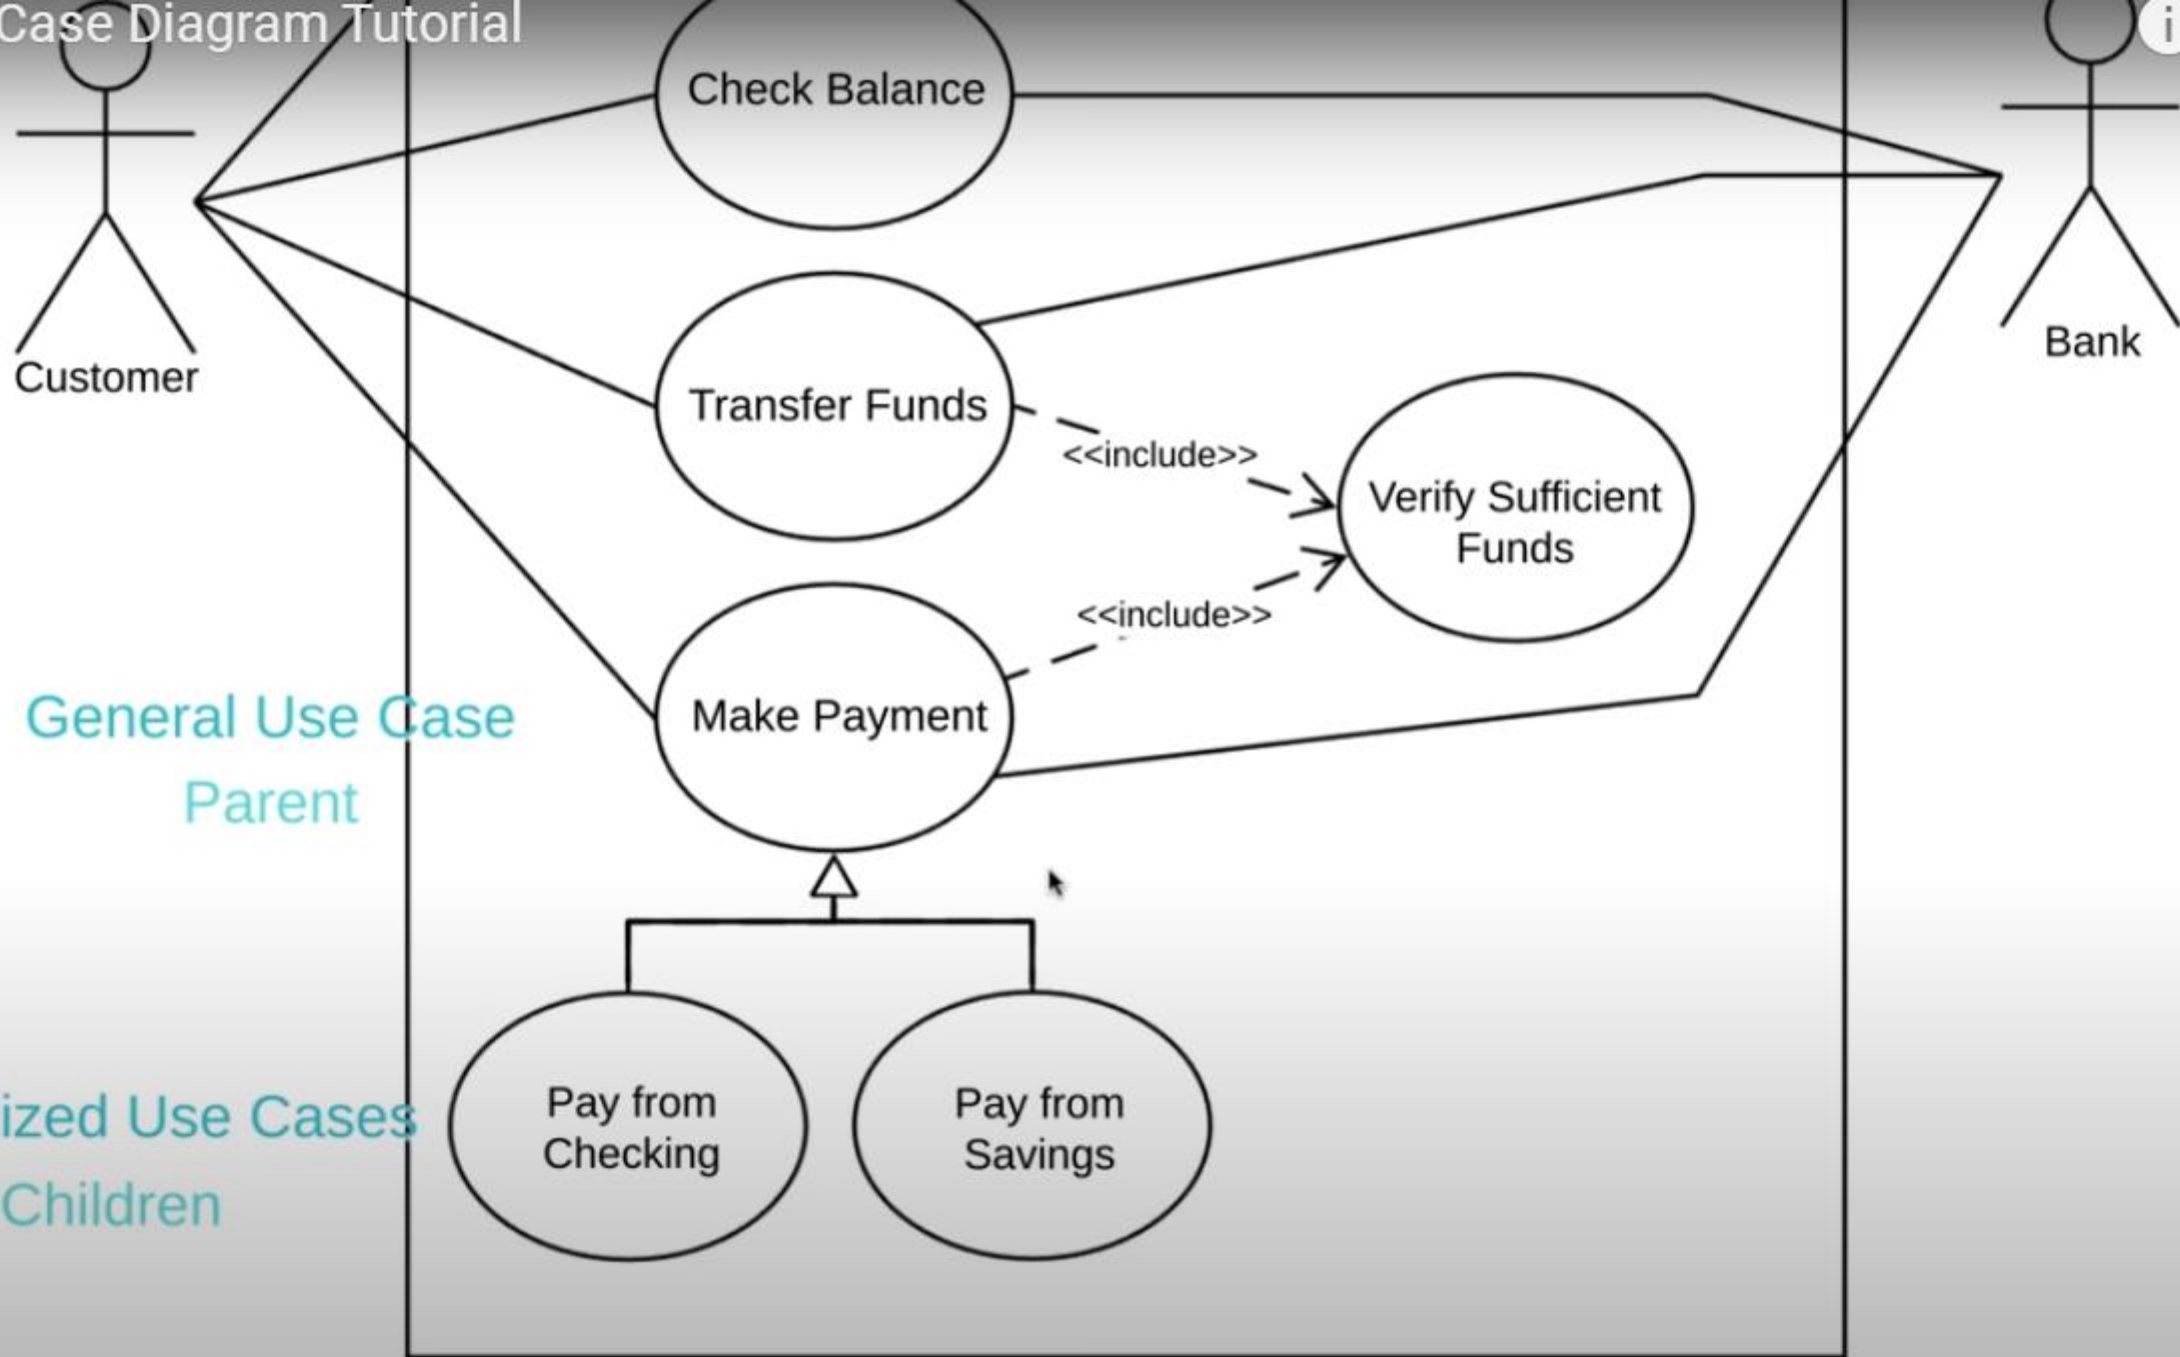 Case Diagram Tutorial
i
Check Balance
Customer
Bank
Transfer Funds
<<include>>
Verify Sufficient
Funds
<<include>>
Make Payment
General Use Case
Parent
Pay from
Checking
Pay from
Savings
ized Use Cases
Children